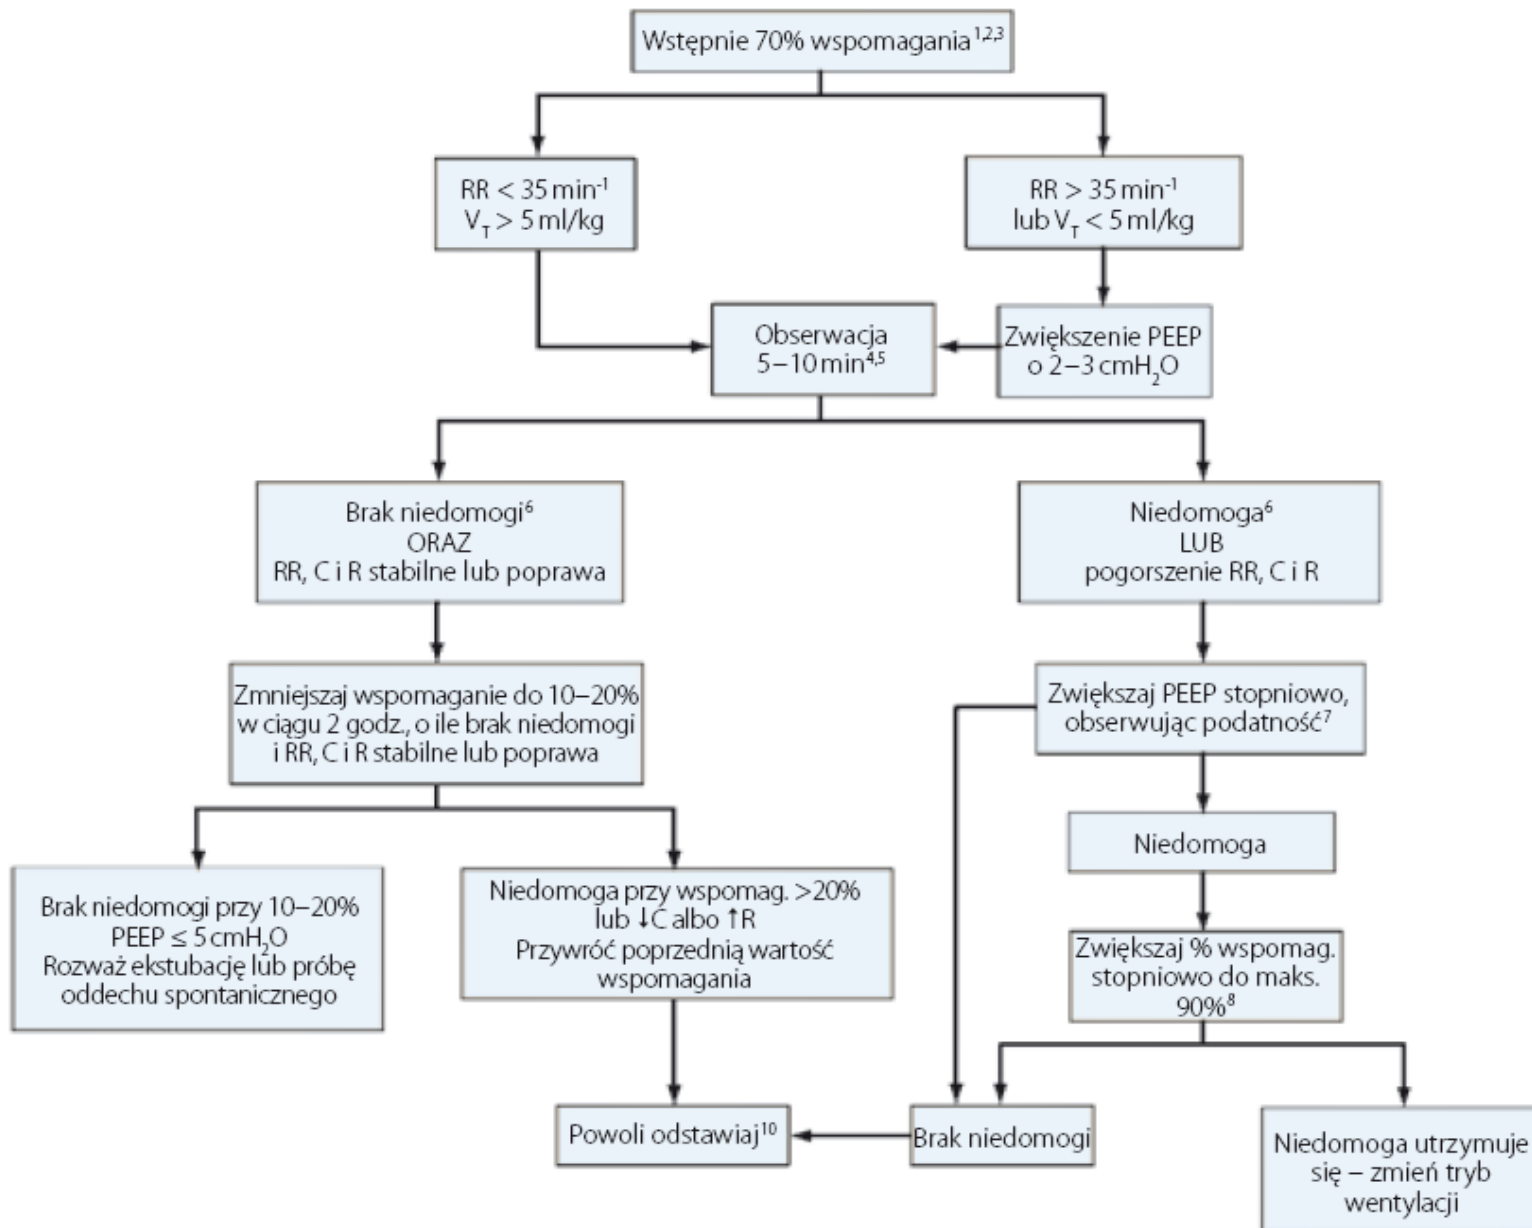 Wstępnie 70% wspomagania1,2,3
RR < 35 min-1
VT > 5 ml/kg
RR > 35 min-1
lub VT < 5 ml/kg
Obserwacja
5–10 min4,5
Zwiększenie PEEP
o 2–3 cmH2O
Brak niedomogi6
ORAZ
RR, C i R stabilne lub poprawa
Niedomoga6
LUB
pogorszenie RR, C i R
Zmniejszaj wspomaganie do 10–20%
w ciągu 2 godz., o ile brak niedomogi
i RR, C i R stabilne lub poprawa
Zwiększaj PEEP stopniowo,
obserwując podatność7
Niedomoga
Brak niedomogi przy 10–20%
PEEP ≤ 5 cmH2O
Rozważ ekstubację lub próbę
oddechu spontanicznego
Niedomoga przy wspomag. >20%
lub ↓C albo ↑R
Przywróć poprzednią wartość
wspomagania
Zwiększaj % wspomag.
stopniowo do maks.
90%8
Powoli odstawiaj10
Brak niedomogi
Niedomoga utrzymuje
się – zmień tryb
wentylacji